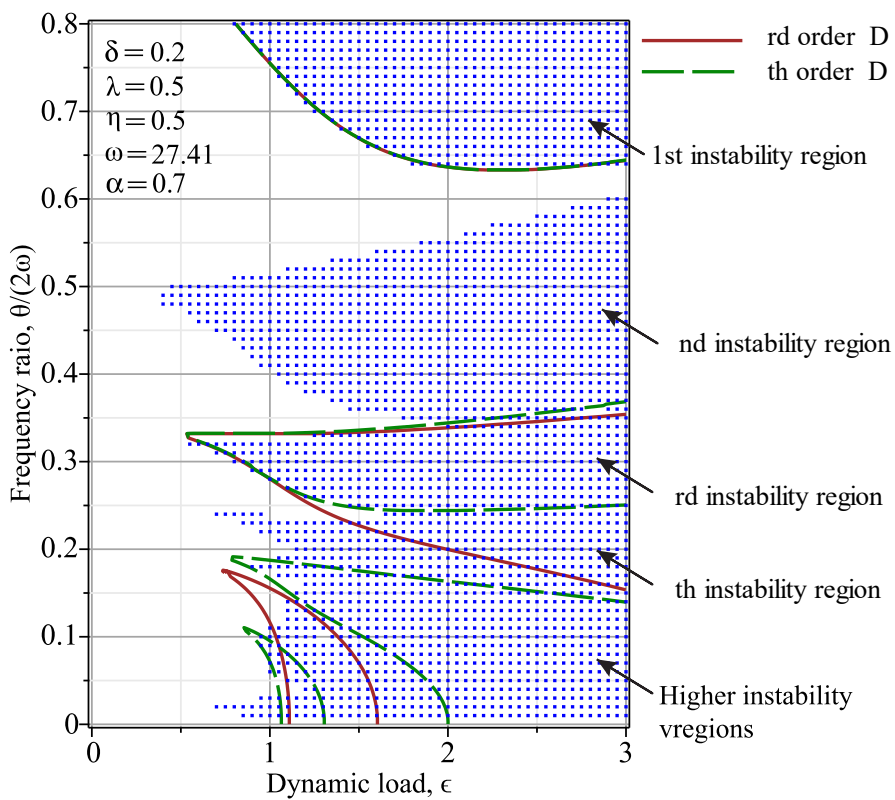 0.8
0.7
0.6
0.5
0.4
0.3
0.2
0.1
0
0
1
2
3
Frequency raio, θ/(2ω)
Dynamic load, ϵ
δ = 0.2
λ = 0.5
η = 0.5
ω = 27.41
α = 0.7
rd order D
th order D
1st instability region
nd instability region
rd instability region
th instability region
Higher instability
vregions